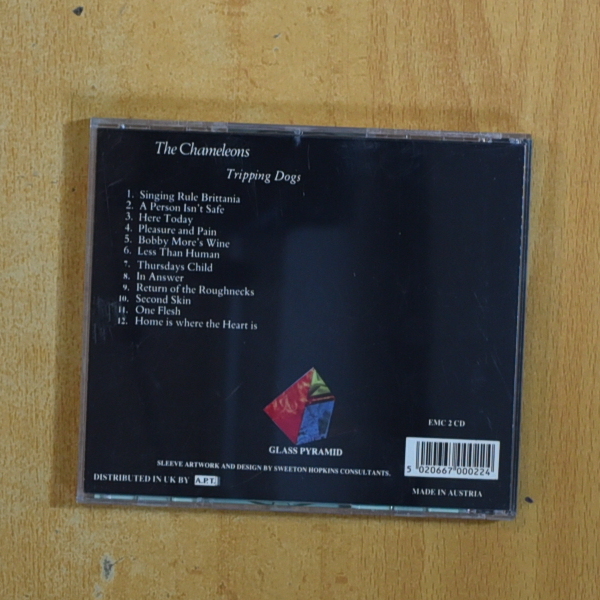 The Chameleons
Tripping Dogs
1. Singing Rule Brittania
2. A Person Isn't Safe
3. Here Today
4. Pleasure and Pain
5. Bobby More's Wine
6. Less Than Human
7. Thursdays Child
8. In Answer
9. Return of the Roughnecks
10. Second Skin
11. One Flesh
12. Home is where the Heart is
EMC 2 CD
GLASS PYRAMID
SLEEVE ARTWORK AND DESIGN BY SWEETON HOPKINS CONSULTANTS.
5 020667 000224
DISTRIBUTED IN UK BY A.P.T.
MADE IN AUSTRIA